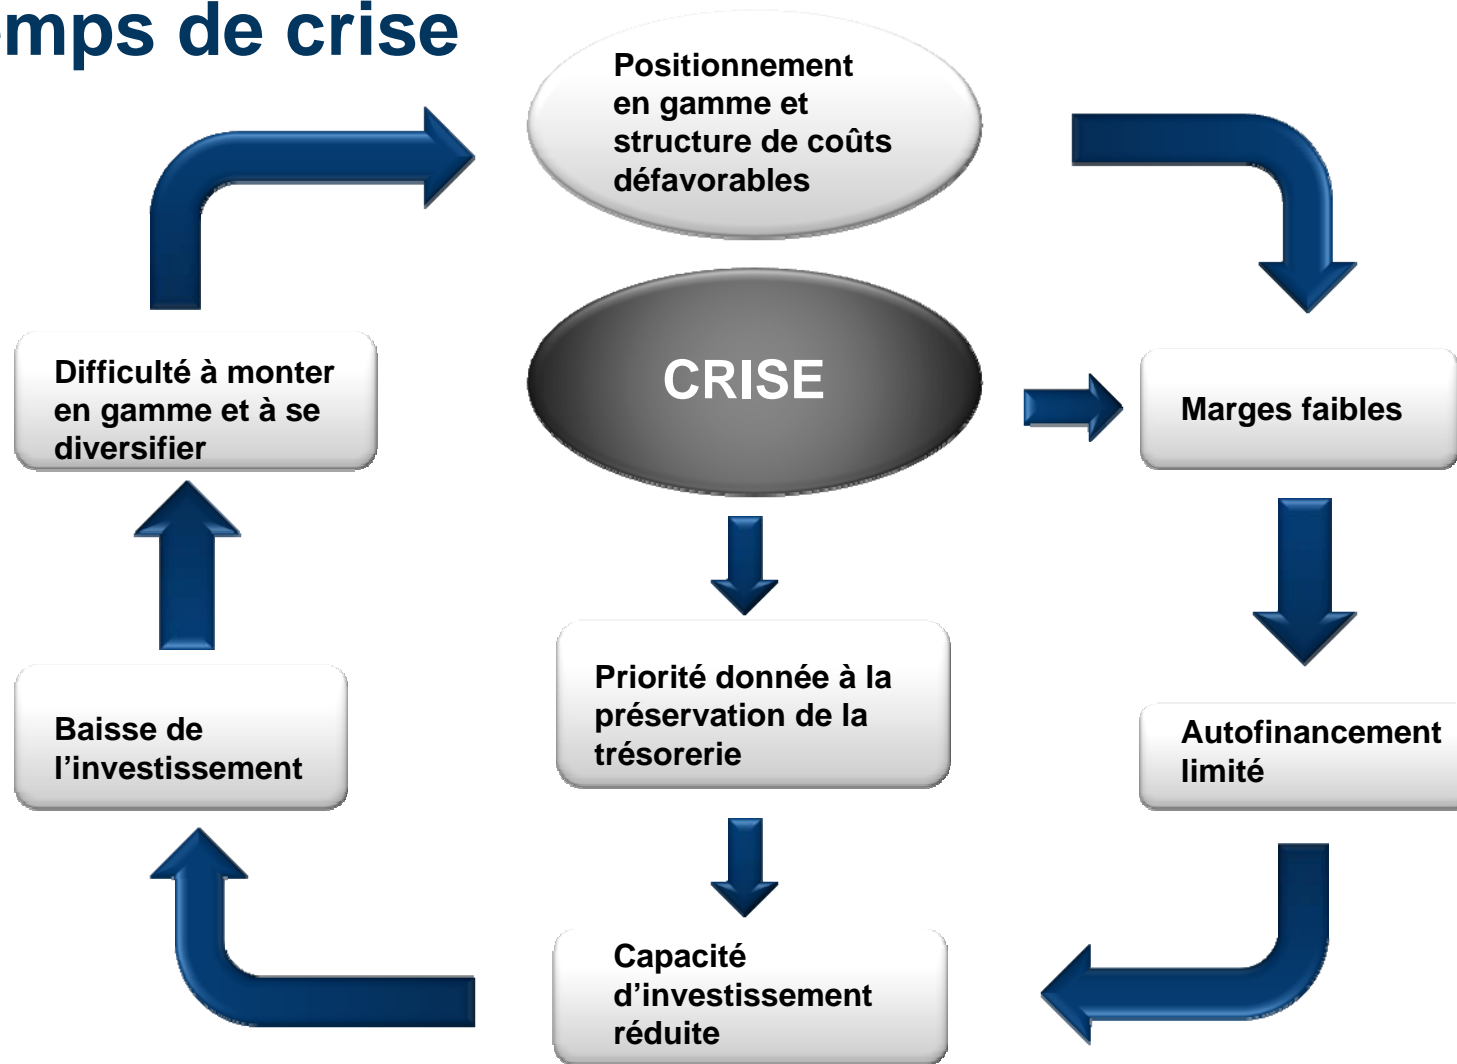 de crise
Positionnement
en gamme et
structure de coûts
défavorables
CRISE
Difficulté à monter
en gamme et à se
diversifier
Marges faibles
Priorité donnée à la
préservation de la
trésorerie
Baisse de
l’investissement
Autofinancement
limité
Capacité
d’investissement
réduite